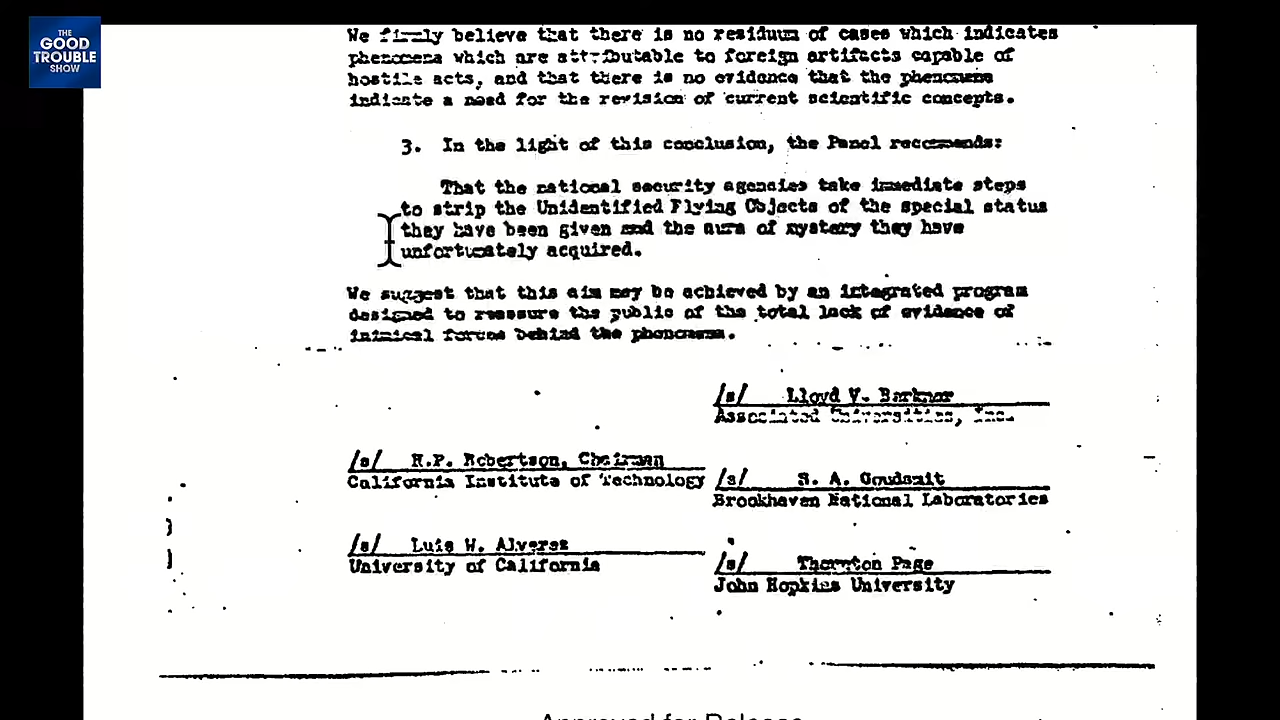 THE
GOOD
TROUBLE
SHOW
We firmly believe that there is no residuum of cases which indicates
phenomena which are attributable to foreign artifacts capable of
hostile acts, and that there is no evidence that the phenomena
indicate a need for the revision of current scientific concepts.
3. In the light of this conclusion, the Panel recommends:
That the national security agencies take immediate steps
to strip the Unidentified Flying Objects of the special status
they have been given and the aura of mystery they have
unfortunately acquired.
We suggest that this aim may be achieved by an integrated program
designed to reassure the public of the total lack of evidence of
inimical forces behind the phenomena.
/s/ Lloyd V. Barkner
Associated Universities, Inc.
/s/ H.P. Robertson, Chairman
California Institute of Technology
/s/ S. A. Goudsmit
Brookhaven National Laboratories
/s/ Luis W. Alvarez
University of California
/s/ Thornton Page
John Hopkins University
Approved for Release